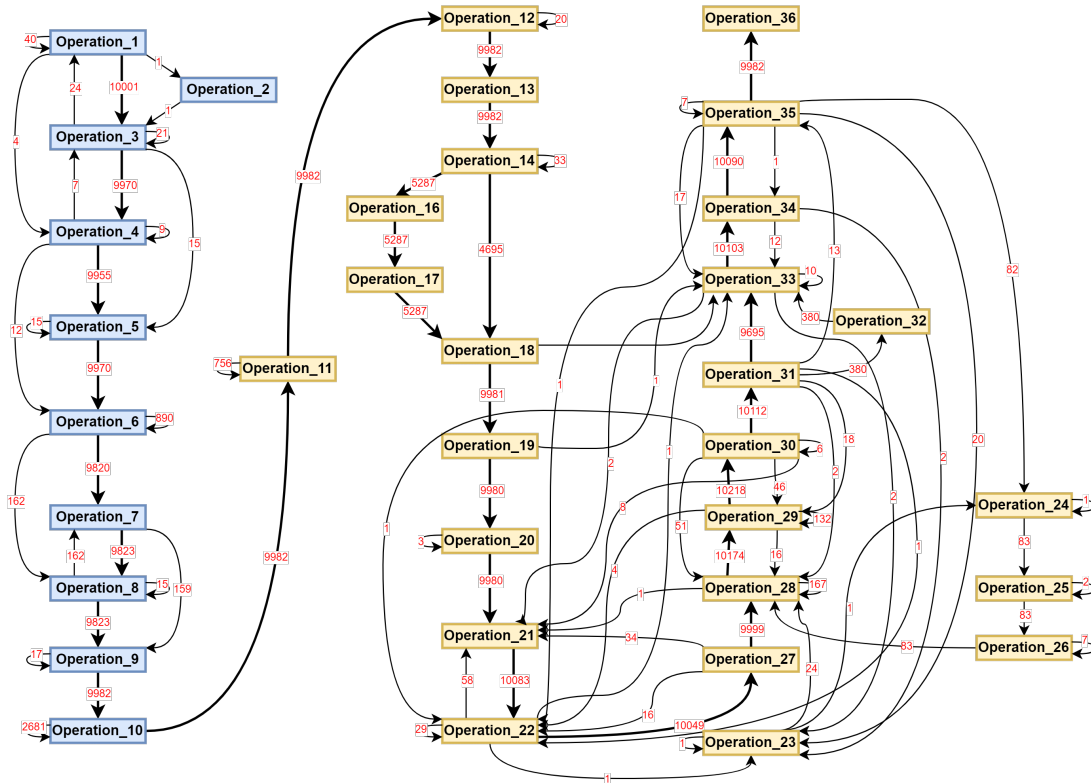 Operation_1
40
1
24
10001
Operation_2
4
1
Operation_3
21
7
9970
15
Operation_4
9
9955
12
Operation_5
15
9970
Operation_6
890
9820
162
Operation_7
162
9823
159
Operation_8
15
9823
Operation_9
17
9982
Operation_10
2681
9982
Operation_11
756
9982
Operation_12
20
9982
Operation_13
9982
Operation_14
33
5287
Operation_16
4695
5287
Operation_17
5287
Operation_18
9981
Operation_19
1
9980
Operation_20
3
9980
Operation_21
58
10083
Operation_22
29
1
1
Operation_36
9982
Operation_35
7
10090
1
17
Operation_34
10103
12
13
Operation_33
10
Operation_32
380
9695
380
Operation_31
10112
18
2
1
2
1
Operation_30
6
10218
46
8
51
Operation_29
132
10174
16
4
Operation_28
167
1
9999
34
Operation_27
16
10049
24
Operation_23
1
1
2
2
1
20
82
Operation_24
1
83
Operation_25
2
83
Operation_26
7
83